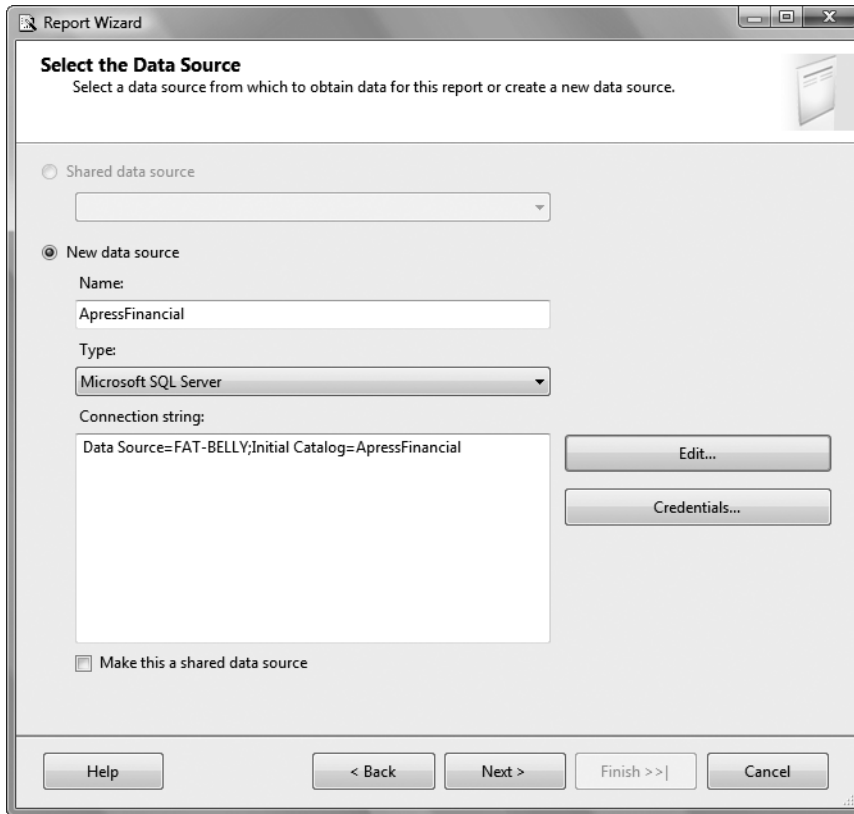 Report Wizard
Select the Data Source
Select a data source from which to obtain data for this report or create a new data source.
Shared data source
New data source
Name:
ApressFinancial
Type:
Microsoft SQL Server
Connection string:
Data Source=FAT-BELLY;Initial Catalog=ApressFinancial
Edit...
Credentials...
Make this a shared data source
Help
< Back
Next >
Finish >>|
Cancel